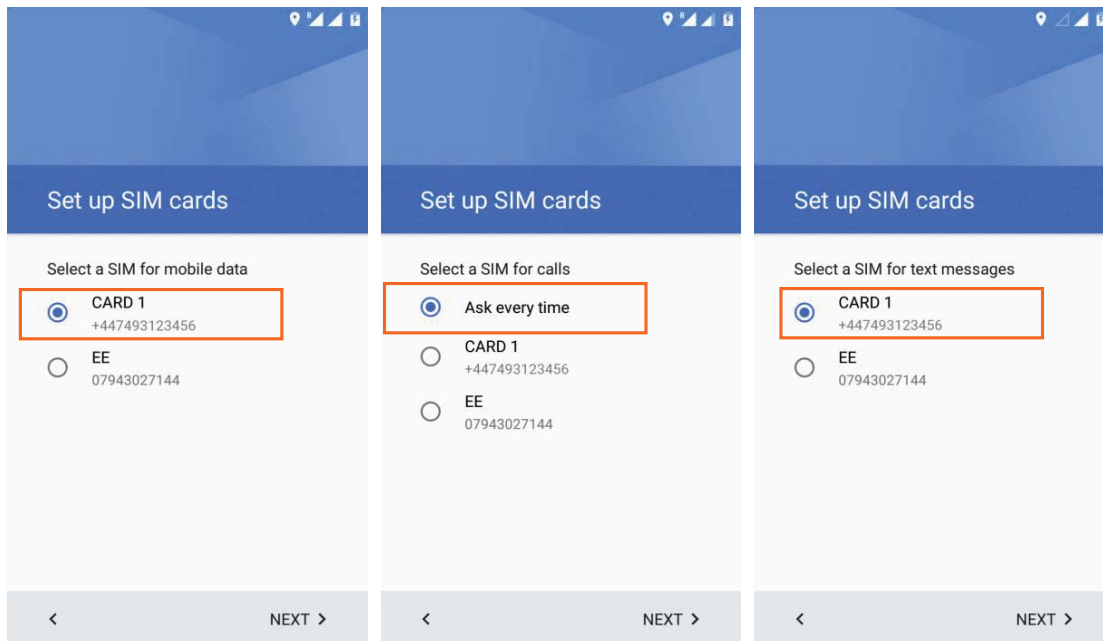 Set up SIM cards
Select a SIM for mobile data
CARD 1
+447493123456
EE
07943027144
NEXT
Set up SIM cards
Select a SIM for calls
Ask every time
CARD 1
+447493123456
EE
07943027144
NEXT
Set up SIM cards
Select a SIM for text messages
CARD 1
+447493123456
EE
07943027144
NEXT